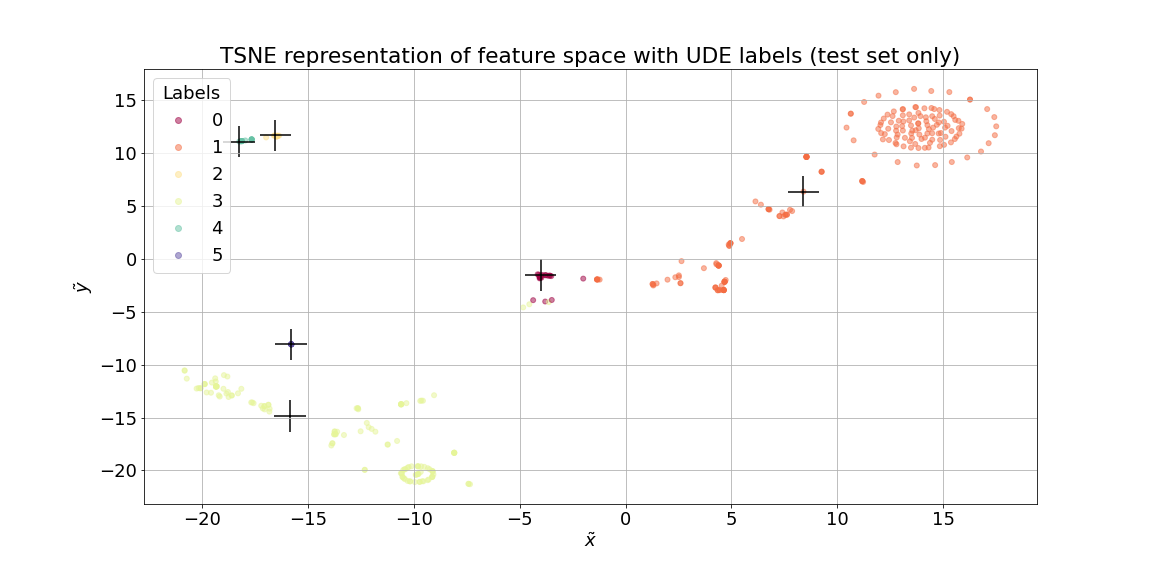 TSNE representation of feature space with UDE labels (test set only)
Labels
0
1
2
3
4
5
15
10
5
0
−5
−10
−15
−20
ỹ
−20 −15 −10 −5 0 5 10 15
x̃